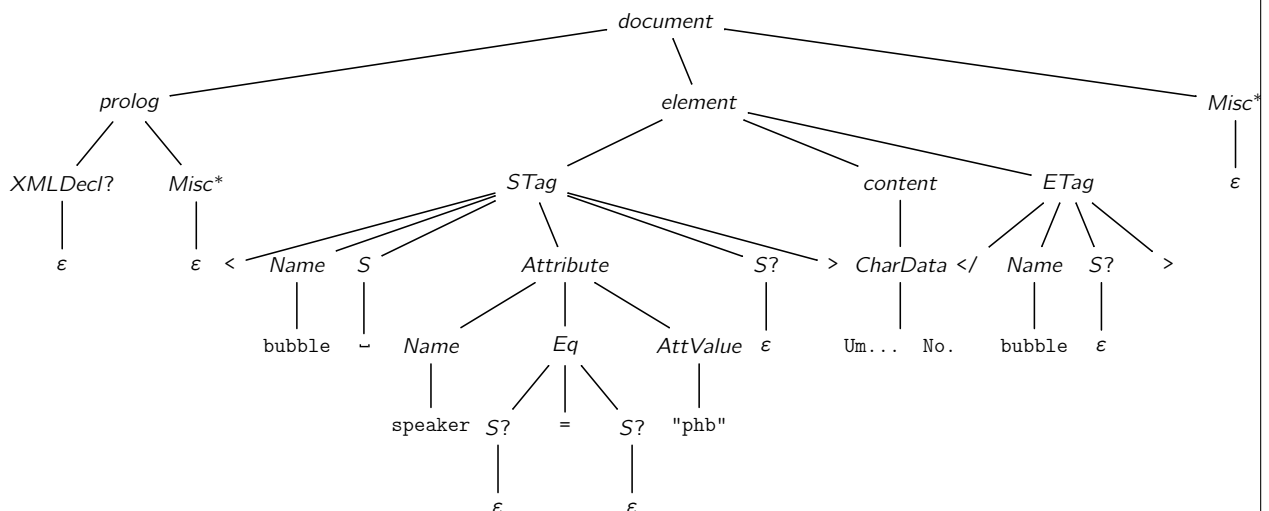 document
prolog element Misc*
XMLDecl? Misc* STag content ETag ε
ε ε < Name S Attribute S? > CharData </ Name S? >
bubble ␣ Name Eq AttValue ε Um... No. bubble ε
speaker S? = S? "phb"
ε ε